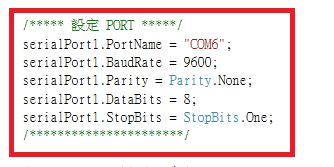 /***** 設定 PORT *****/
serialPort1.PortName = "COM6";
serialPort1.BaudRate = 9600;
serialPort1.Parity = Parity.None;
serialPort1.DataBits = 8;
serialPort1.StopBits = StopBits.One;
/**********************/